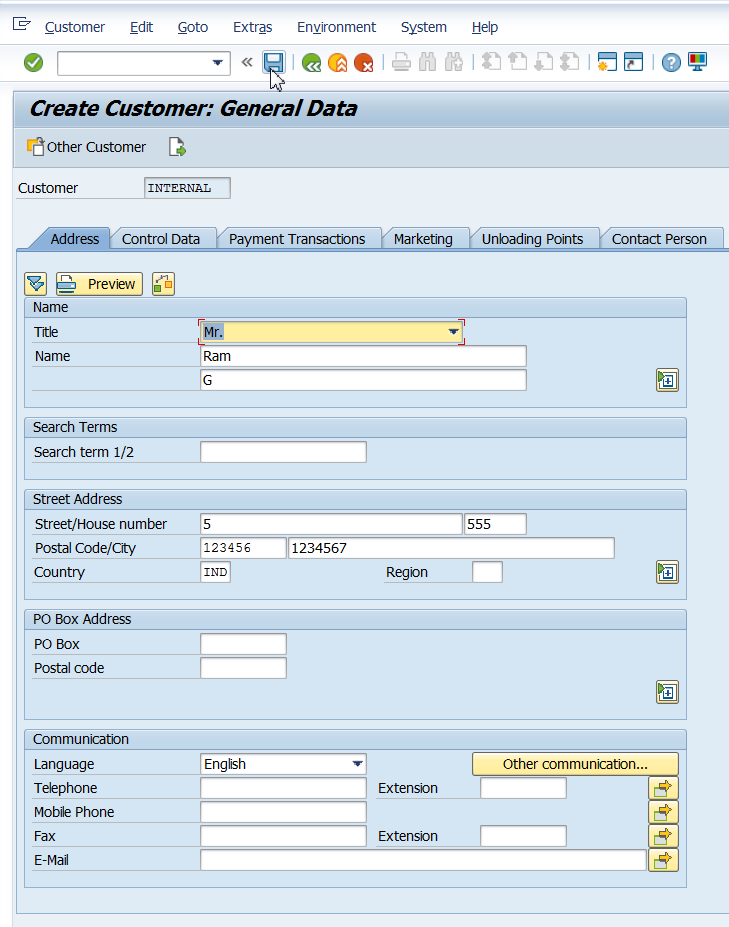 Customer Edit Goto Extras Environment System Help
Create Customer: General Data
Other Customer
Customer INTERNAL
Address Control Data Payment Transactions Marketing Unloading Points Contact Person
Preview
Name
Title Mr.
Name Ram
G
Search Terms
Search term 1/2
Street Address
Street/House number 5 555
Postal Code/City 123456 1234567
Country IND Region
PO Box Address
PO Box
Postal code
Communication
Language English Other communication...
Telephone Extension
Mobile Phone
Fax Extension
E-Mail